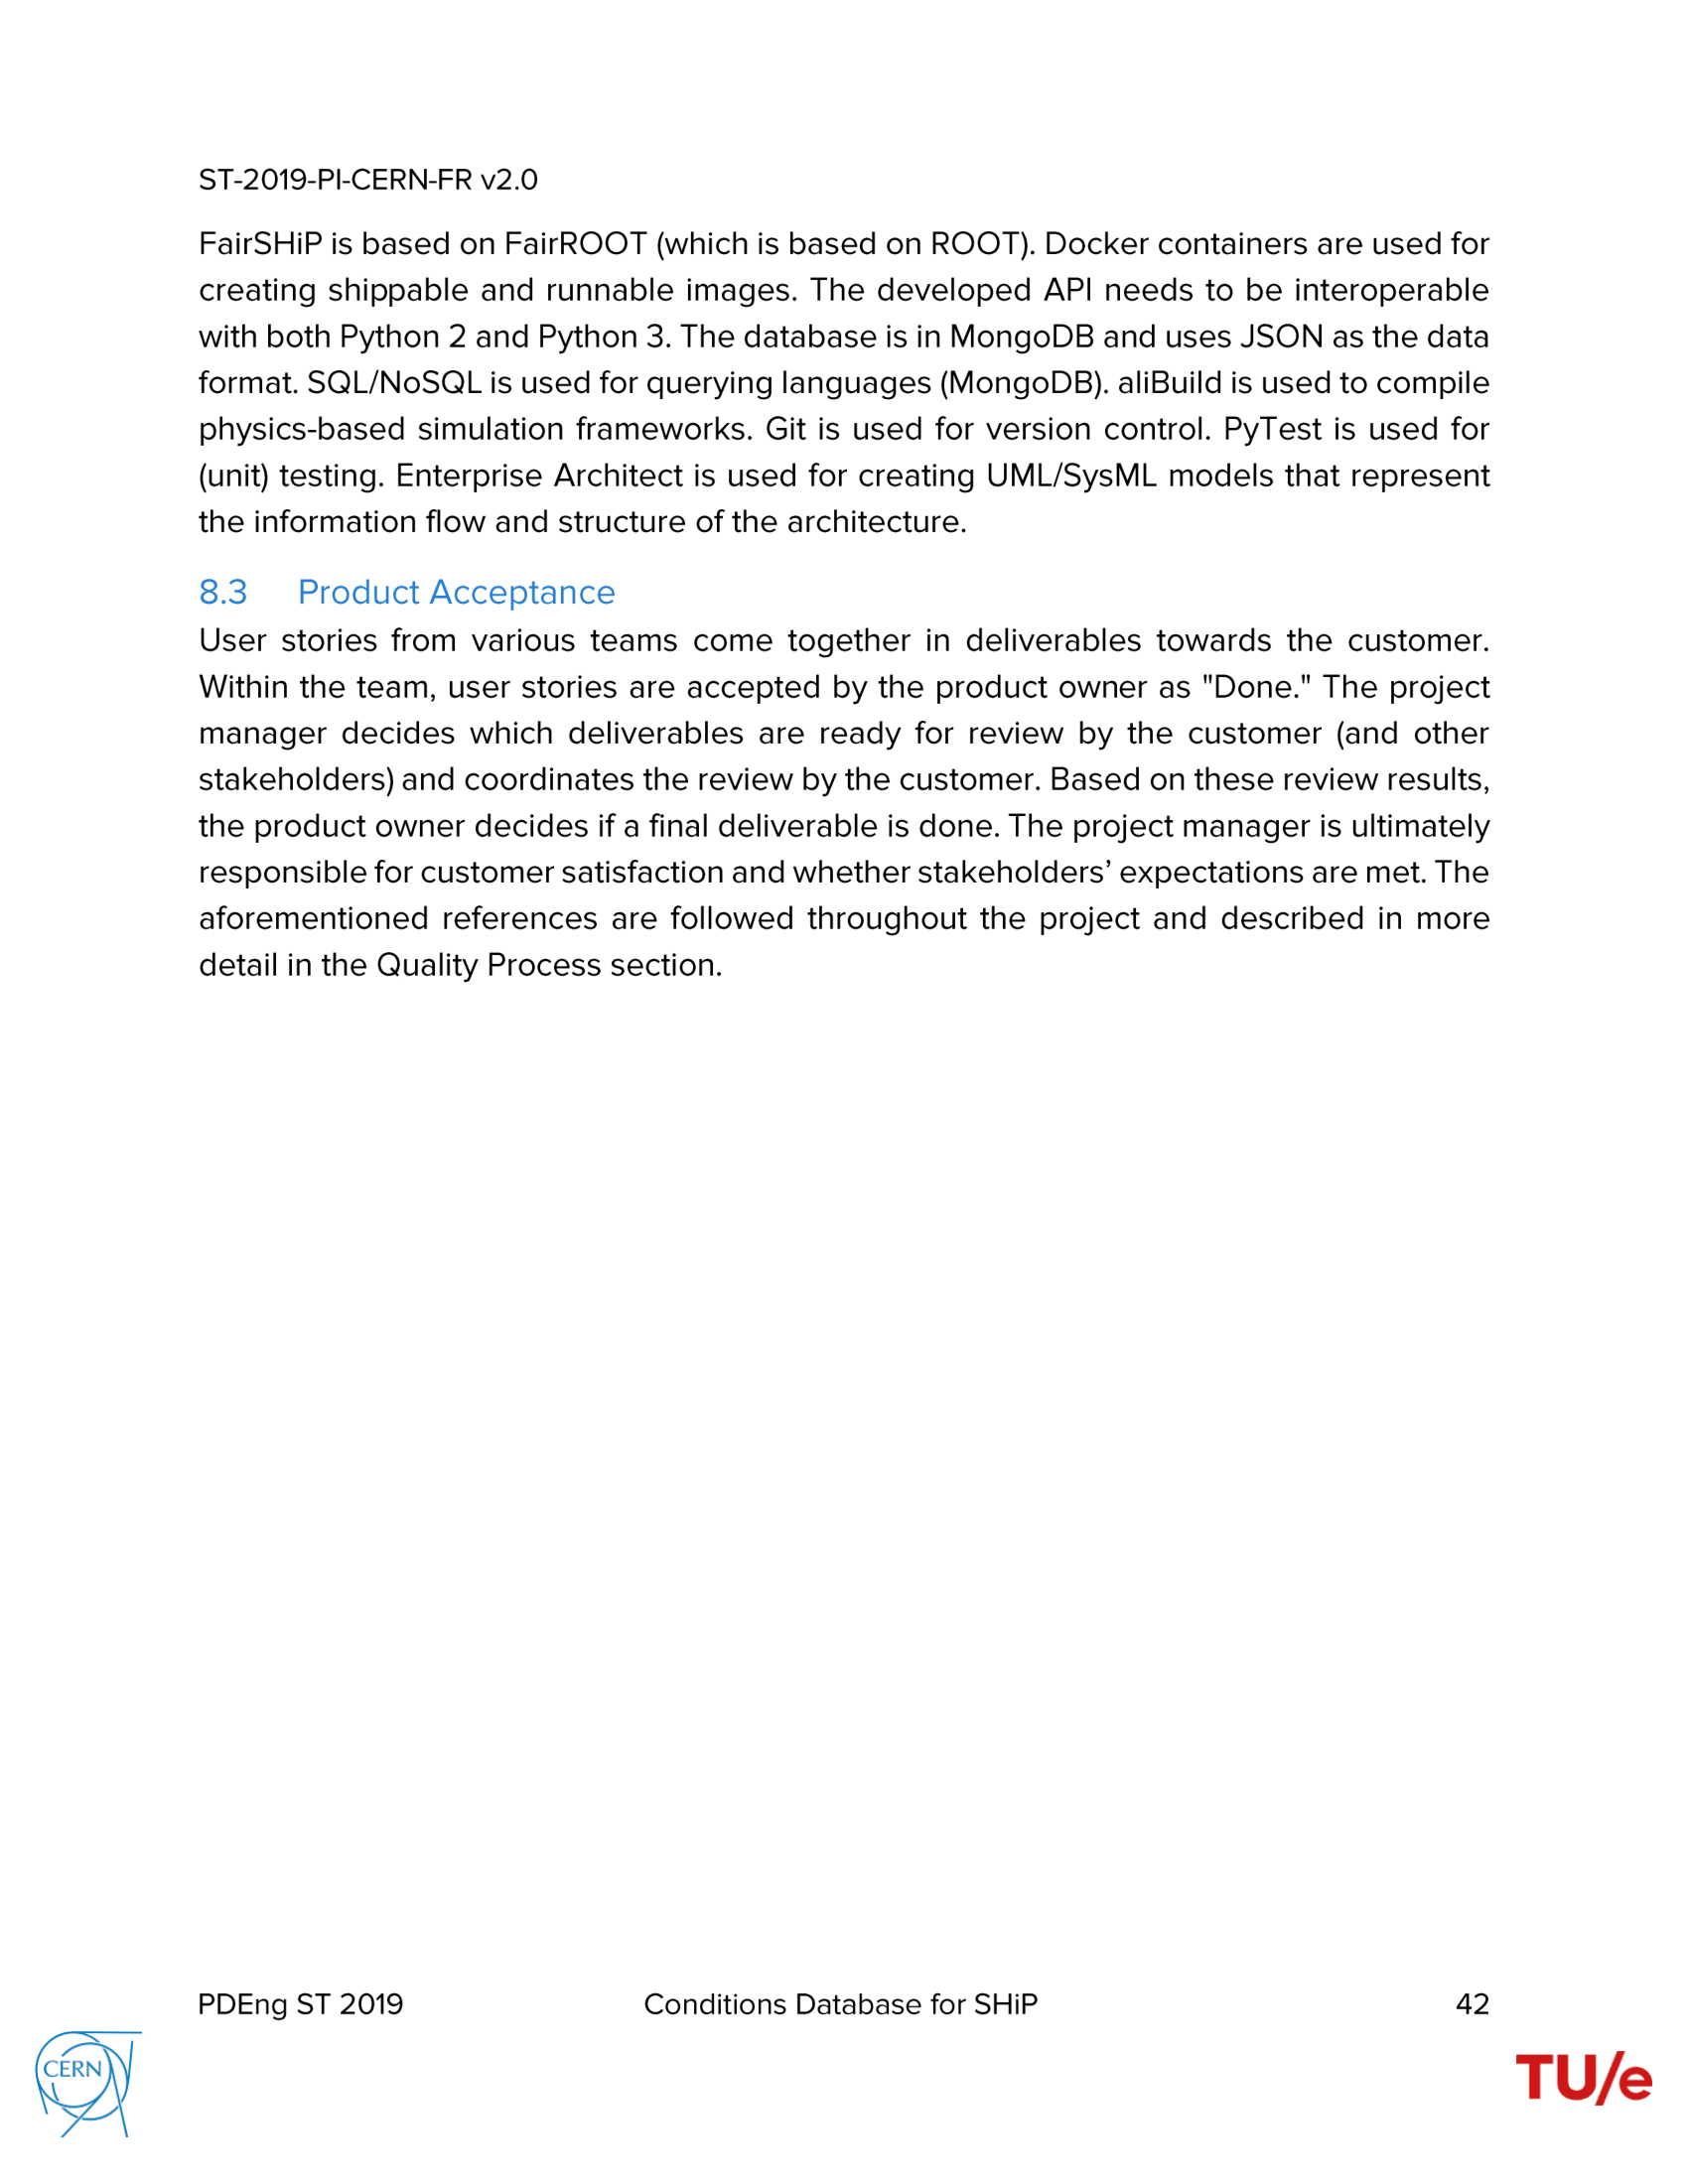 ST-2019-PI-CERN-FR v2.0
FairSHiP is based on FairROOT (which is based on ROOT). Docker containers are used for
creating shippable and runnable images. The developed API needs to be interoperable
with both Python 2 and Python 3. The database is in MongoDB and uses JSON as the data
format. SQL/NoSQL is used for querying languages (MongoDB). aliBuild is used to compile
physics-based simulation frameworks. Git is used for version control. PyTest is used for
(unit) testing. Enterprise Architect is used for creating UML/SysML models that represent
the information flow and structure of the architecture.
8.3 Product Acceptance
User stories from various teams come together in deliverables towards the customer.
Within the team, user stories are accepted by the product owner as "Done." The project
manager decides which deliverables are ready for review by the customer (and other
stakeholders) and coordinates the review by the customer. Based on these review results,
the product owner decides if a final deliverable is done. The project manager is ultimately
responsible for customer satisfaction and whether stakeholders’ expectations are met. The
aforementioned references are followed throughout the project and described in more
detail in the Quality Process section.
PDEng ST 2019 Conditions Database for SHiP 42
CERN
TU/e